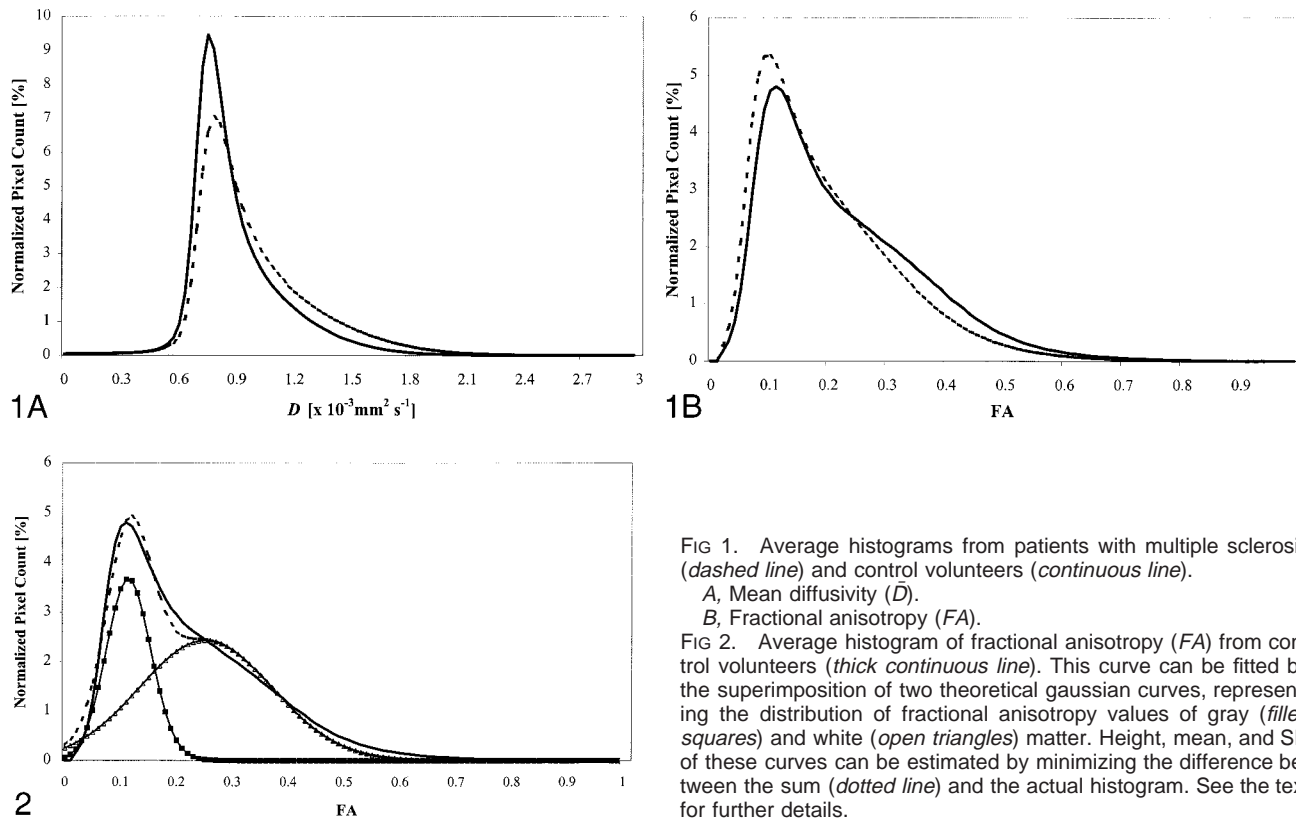 10
9
8
7
6
5
4
3
2
1
0
Normalized Pixel Count [%]
0 0.3 0.6 0.9 1.2 1.5 1.8 2.1 2.4 2.7 3
D [x 10⁻³mm² s⁻¹]
1A
6
5
4
3
2
1
0
Normalized Pixel Count [%]
0 0.1 0.2 0.3 0.4 0.5 0.6 0.7 0.8 0.9
FA
1B
6
5
4
3
2
1
0
Normalized Pixel Count [%]
0 0.1 0.2 0.3 0.4 0.5 0.6 0.7 0.8 0.9 1
FA
2
FIG 1. Average histograms from patients with multiple sclerosi
(dashed line) and control volunteers (continuous line).
A, Mean diffusivity (D̄).
B, Fractional anisotropy (FA).
FIG 2. Average histogram of fractional anisotropy (FA) from con
trol volunteers (thick continuous line). This curve can be fitted b
the superimposition of two theoretical gaussian curves, represen
ing the distribution of fractional anisotropy values of gray (fille
squares) and white (open triangles) matter. Height, mean, and S
of these curves can be estimated by minimizing the difference be
tween the sum (dotted line) and the actual histogram. See the tex
for further details.